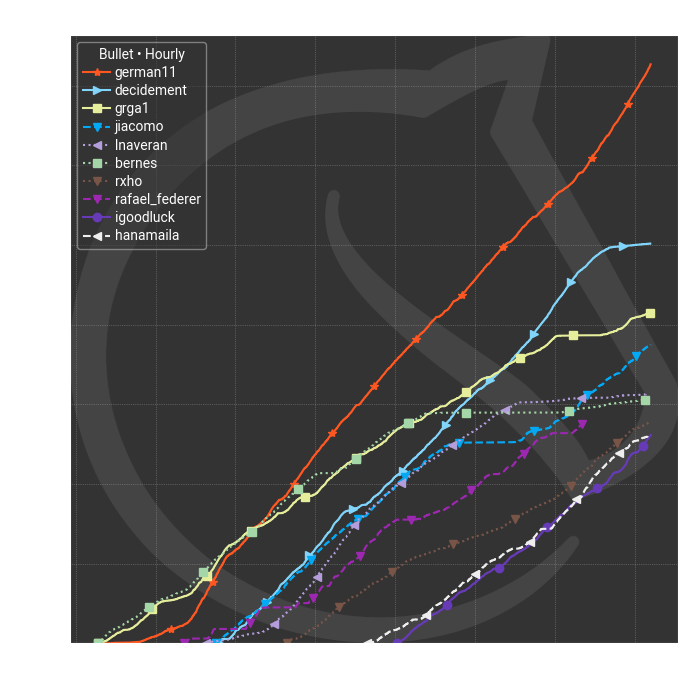 Bullet • Hourly
german11
decidement
grga1
jiacomo
lnaveran
bernes
rxho
rafael_federer
igoodluck
hanamaila